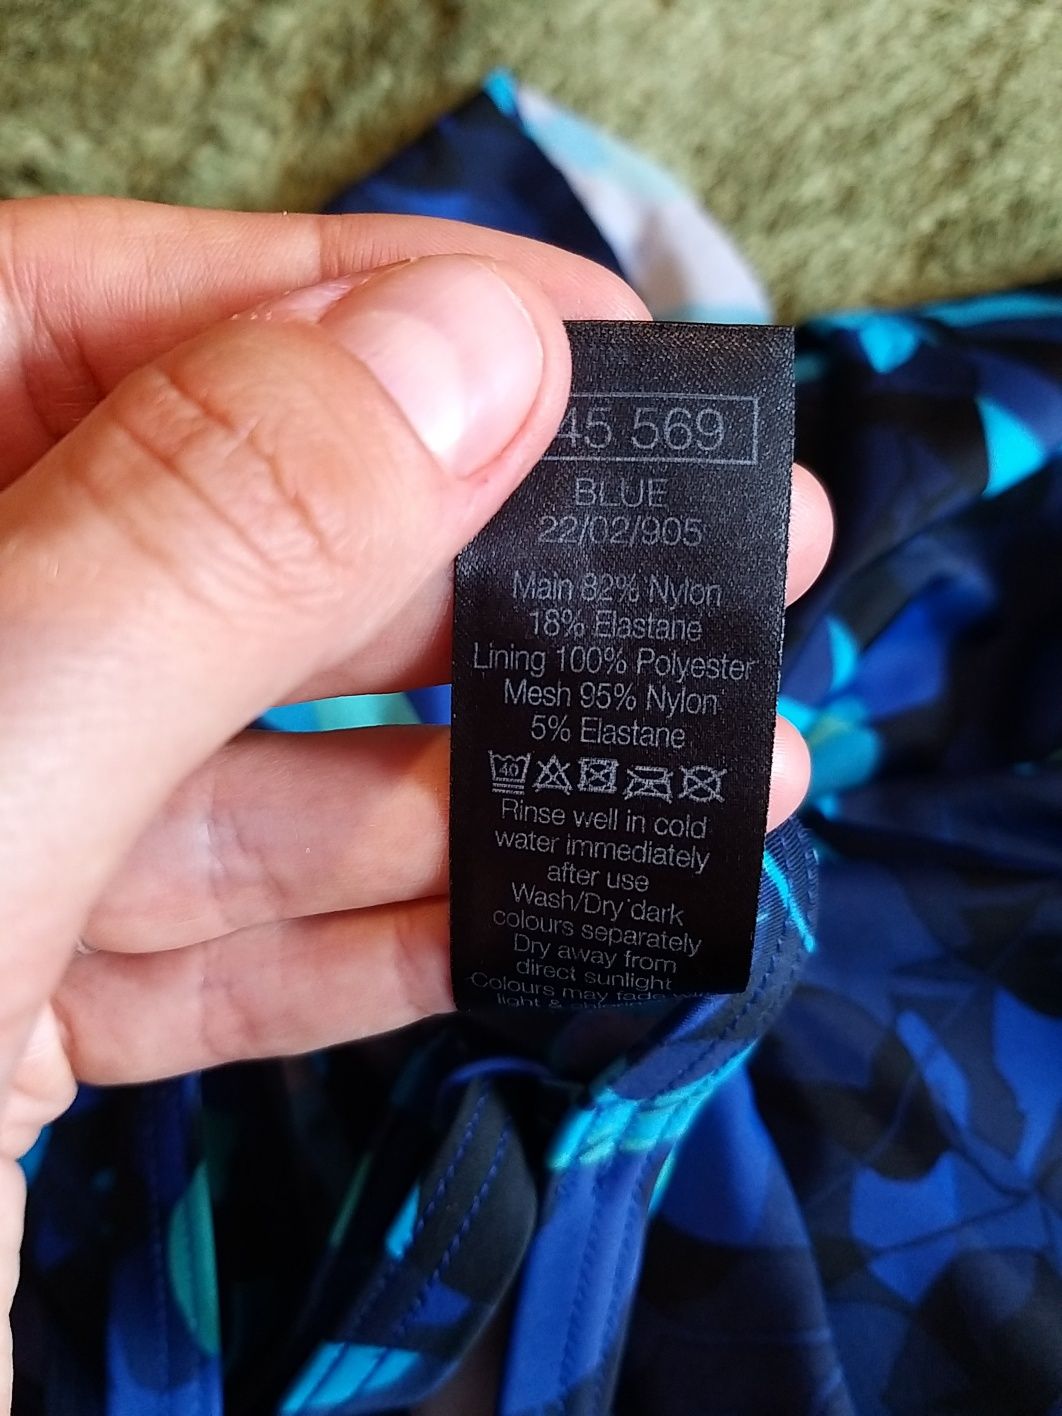 45 569
BLUE
22/02/905
Main 82% Nylon
18% Elastane
Lining 100% Polyester
Mesh 95% Nylon
5% Elastane
40
Rinse well in cold
water immediately
after use
Wash/Dry dark
colours separately
Dry away from
direct sunlight
Colours may fade
light &